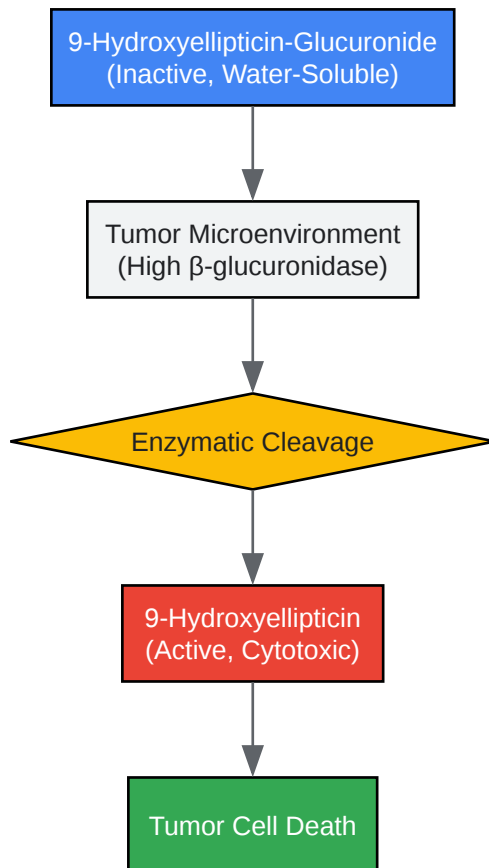 9-Hydroxyellipticin-Glucuronide
(Inactive, Water-Soluble)
Tumor Microenvironment
(High β-glucuronidase)
Enzymatic Cleavage
9-Hydroxyellipticin
(Active, Cytotoxic)
Tumor Cell Death